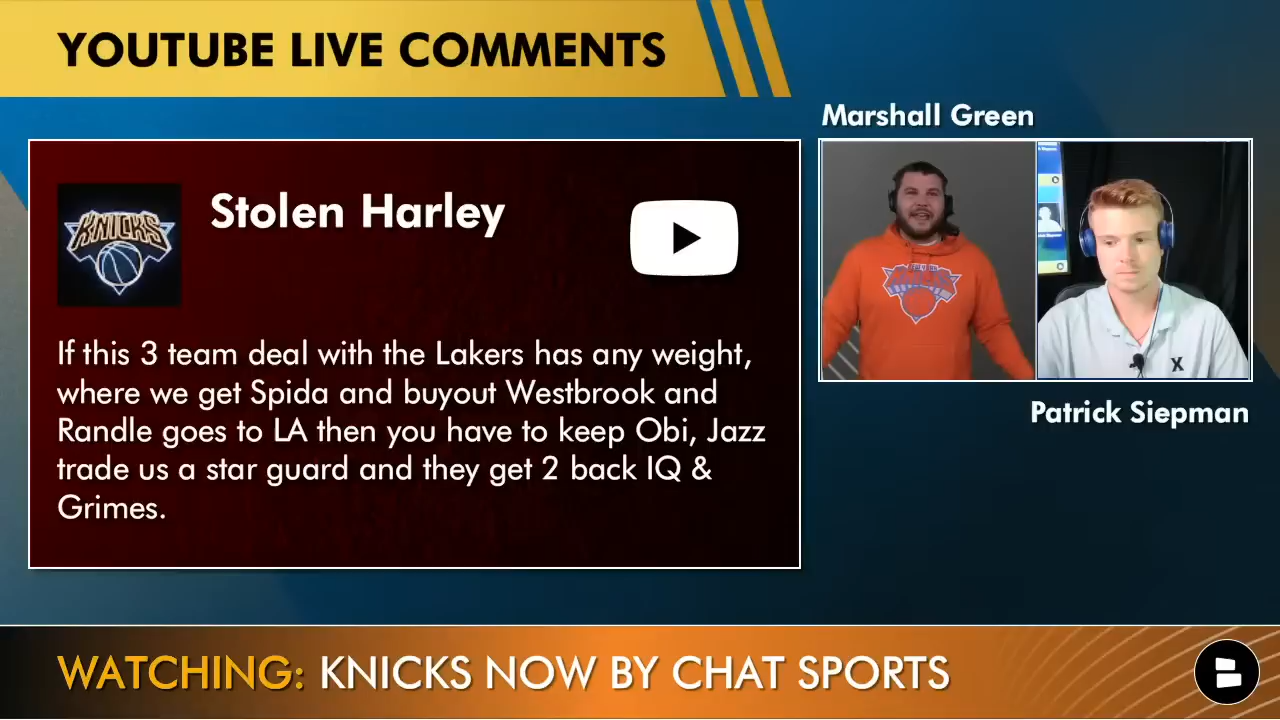 YOUTUBE LIVE COMMENTS
Marshall Green
KNICKS
Stolen Harley
If this 3 team deal with the Lakers has any weight,
where we get Spida and buyout Westbrook and
Randle goes to LA then you have to keep Obi, Jazz
trade us a star guard and they get 2 back IQ &
Grimes.
X
Patrick Siepman
WATCHING: KNICKS NOW BY CHAT SPORTS